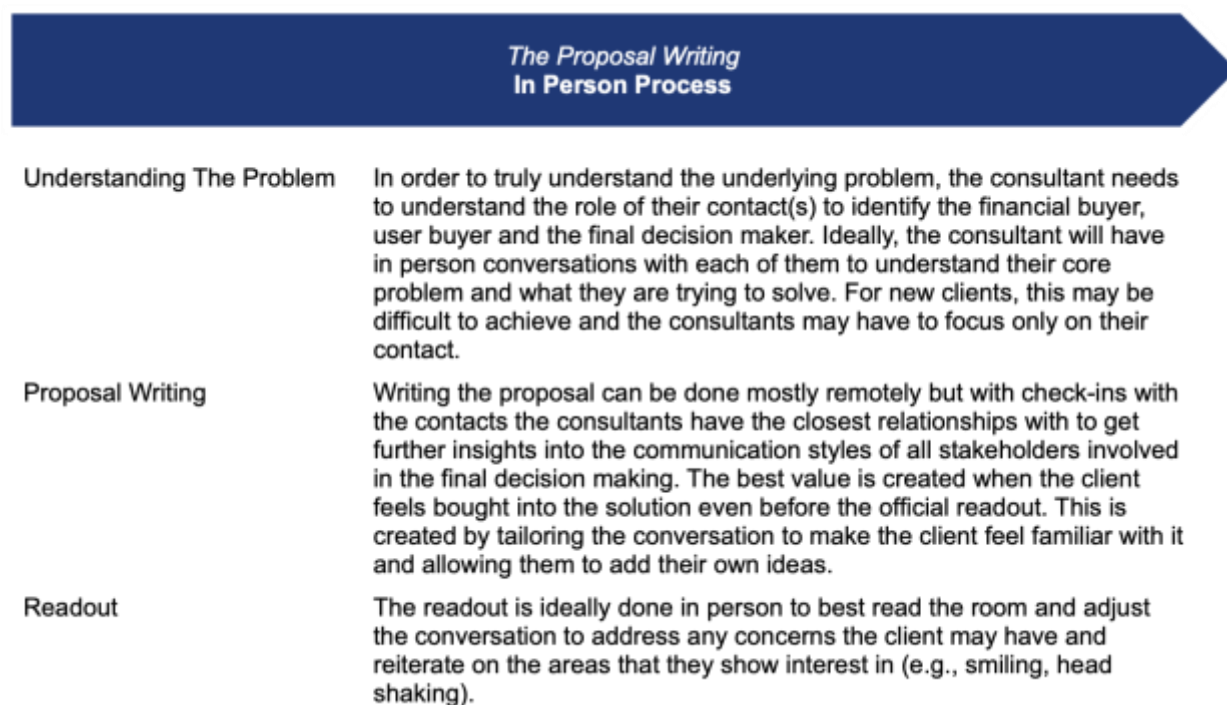 The Proposal Writing
In Person Process
Understanding The Problem
In order to truly understand the underlying problem, the consultant needs
to understand the role of their contact(s) to identify the financial buyer,
user buyer and the final decision maker. Ideally, the consultant will have
in person conversations with each of them to understand their core
problem and what they are trying to solve. For new clients, this may be
difficult to achieve and the consultants may have to focus only on their
contact.
Proposal Writing
Writing the proposal can be done mostly remotely but with check-ins with
the contacts the consultants have the closest relationships with to get
further insights into the communication styles of all stakeholders involved
in the final decision making. The best value is created when the client
feels bought into the solution even before the official readout. This is
created by tailoring the conversation to make the client feel familiar with it
and allowing them to add their own ideas.
Readout
The readout is ideally done in person to best read the room and adjust
the conversation to address any concerns the client may have and
reiterate on the areas that they show interest in (e.g., smiling, head
shaking).